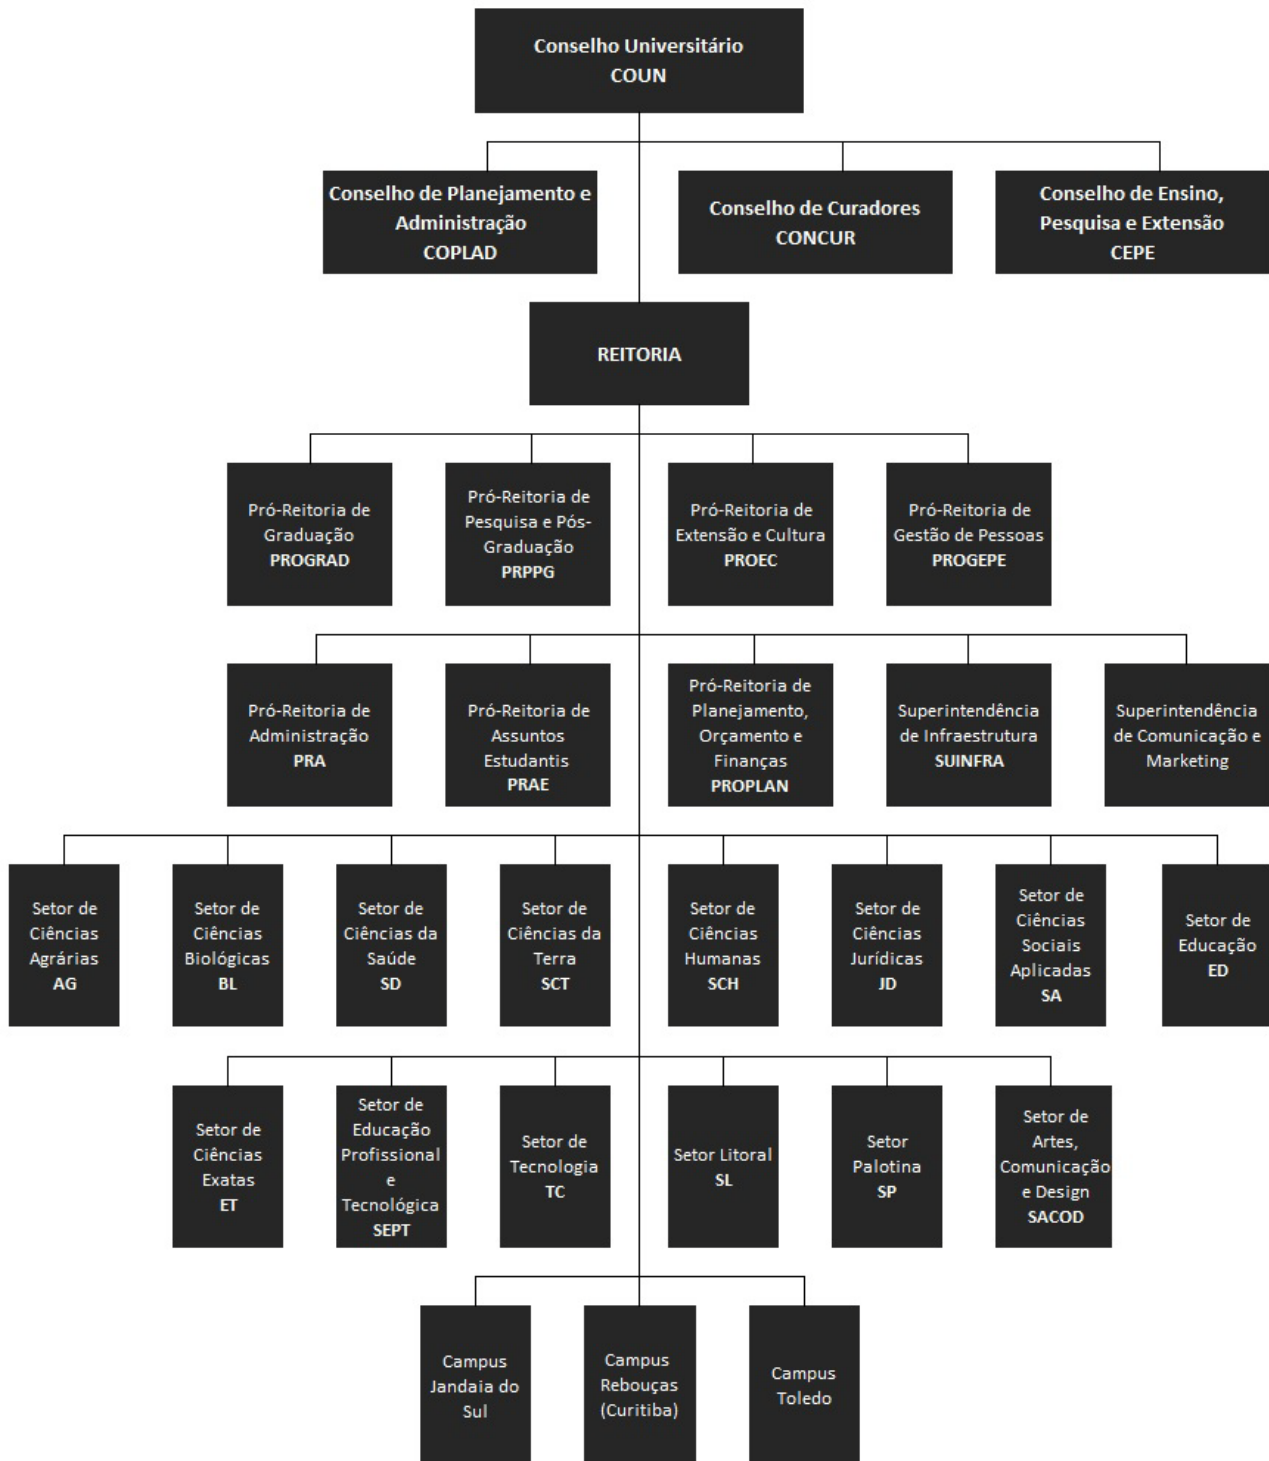 Conselho Universitário
COUN
Conselho de Planejamento e
Administração
COPLAD
Conselho de Curadores
CONCUR
Conselho de Ensino,
Pesquisa e Extensão
CEPE
REITORIA
Pró-Reitoria de
Graduação
PROGRAD
Pró-Reitoria de
Pesquisa e Pós-
Graduação
PRPPG
Pró-Reitoria de
Extensão e Cultura
PROEC
Pró-Reitoria de
Gestão de Pessoas
PROGEPE
Pró-Reitoria de
Administração
PRA
Pró-Reitoria de
Assuntos
Estudantis
PRAE
Pró-Reitoria de
Planejamento,
Orçamento e
Finanças
PROPLAN
Superintendência
de Infraestrutura
SUINFRA
Superintendência
de Comunicação e
Marketing
Setor de
Ciências
Agrárias
AG
Setor de
Ciências
Biológicas
BL
Setor de
Ciências da
Saúde
SD
Setor de
Ciências da
Terra
SCT
Setor de
Ciências
Humanas
SCH
Setor de
Ciências
Jurídicas
JD
Setor de
Ciências
Sociais
Aplicadas
SA
Setor de
Educação
ED
Setor de
Ciências
Exatas
ET
Setor de
Educação
Profissional
e
Tecnológica
SEPT
Setor de
Tecnologia
TC
Setor Litoral
SL
Setor
Palotina
SP
Setor de
Artes,
Comunicação
e Design
SACOD
Campus
Jandaia do
Sul
Campus
Rebouças
(Curitiba)
Campus
Toledo